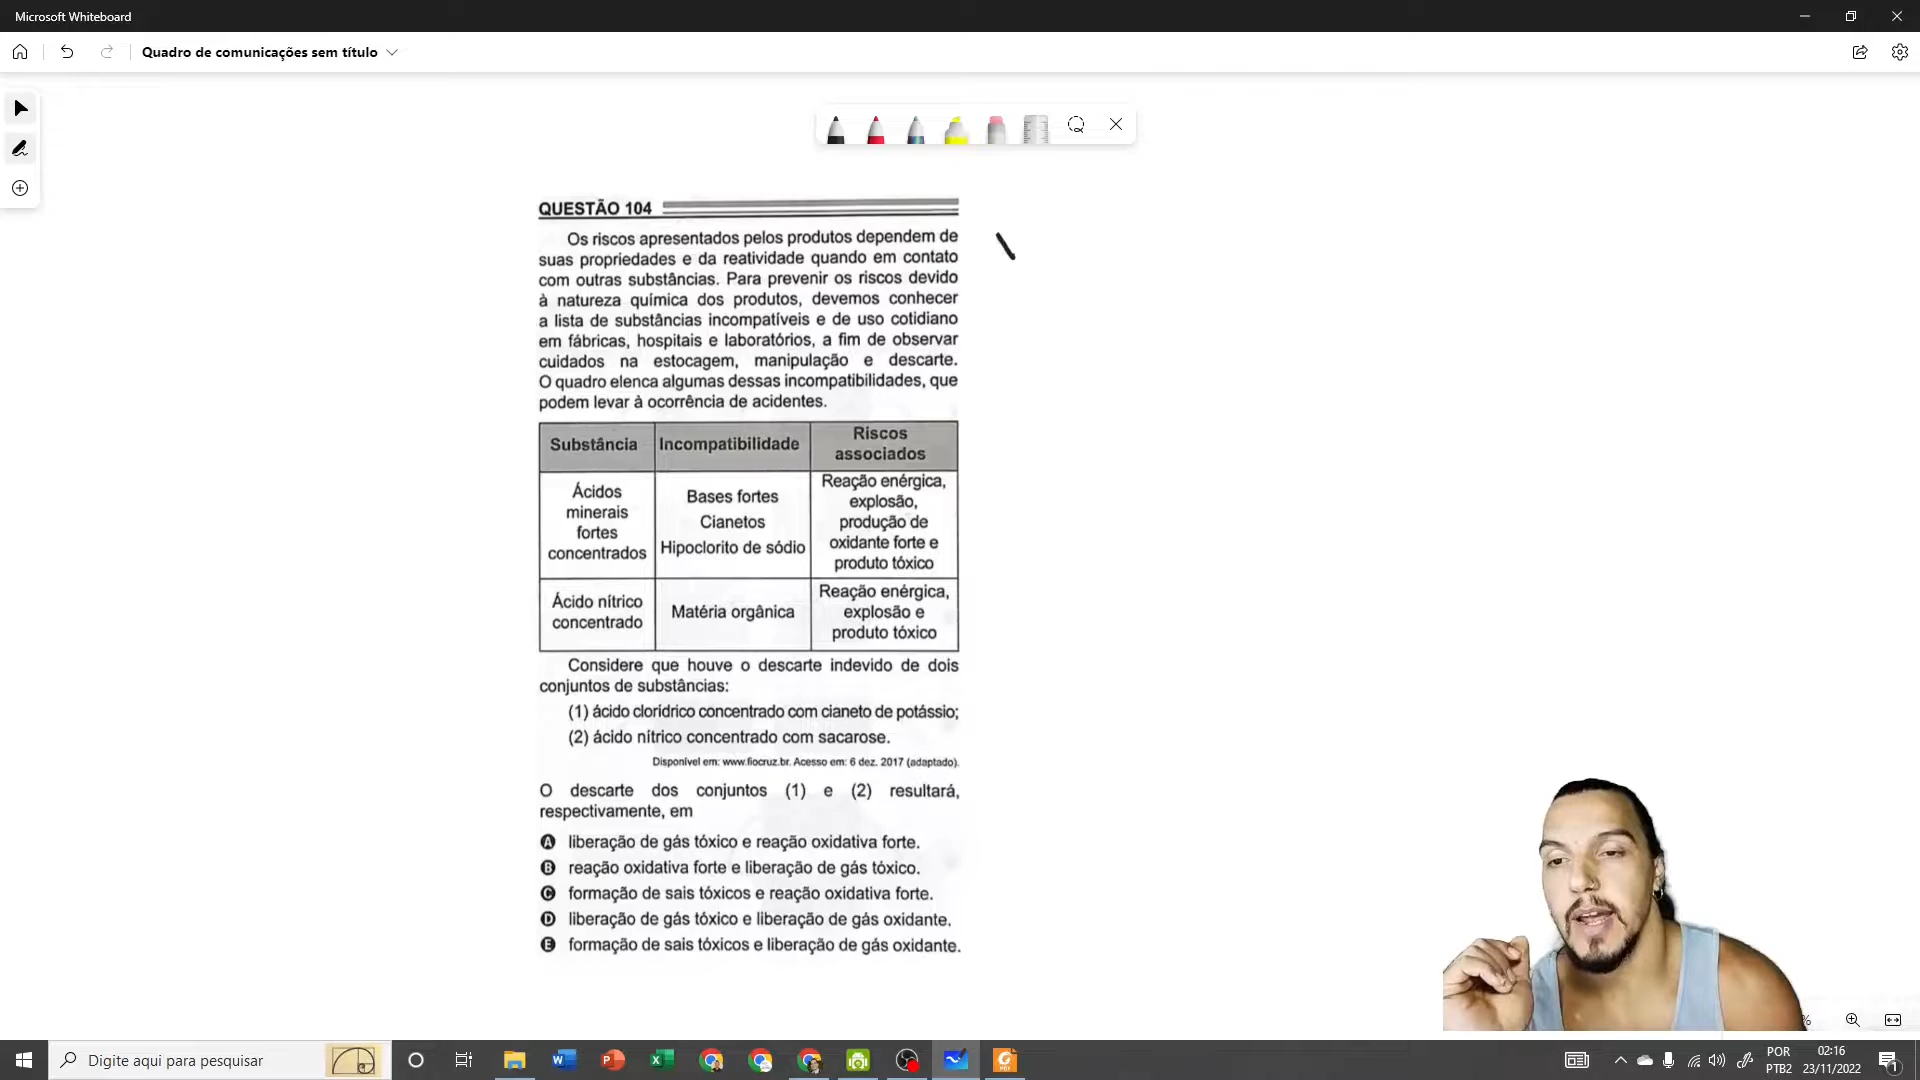 Microsoft Whiteboard
Quadro de comunicações sem título
QUESTÃO 104
Os riscos apresentados pelos produtos dependem de
suas propriedades e da reatividade quando em contato
com outras substâncias. Para prevenir os riscos devido
à natureza química dos produtos, devemos conhecer
a lista de substâncias incompatíveis e de uso cotidiano
em fábricas, hospitais e laboratórios, a fim de observar
cuidados na estocagem, manipulação e descarte.
O quadro elenca algumas dessas incompatibilidades, que
podem levar à ocorrência de acidentes.
Substância
Incompatibilidade
Riscos
associados
Ácidos
minerais
fortes
concentrados
Bases fortes
Cianetos
Hipoclorito de sódio
Reação enérgica,
explosão,
produção de
oxidante forte e
produto tóxico
Ácido nítrico
concentrado
Matéria orgânica
Reação enérgica,
explosão e
produto tóxico
Considere que houve o descarte indevido de dois
conjuntos de substâncias:
(1) ácido clorídrico concentrado com cianeto de potássio;
(2) ácido nítrico concentrado com sacarose.
Disponível em: www.fiocruz.br. Acesso em: 6 dez. 2017 (adaptado).
O descarte dos conjuntos (1) e (2) resultará,
respectivamente, em
A liberação de gás tóxico e reação oxidativa forte.
B reação oxidativa forte e liberação de gás tóxico.
C formação de sais tóxicos e reação oxidativa forte.
D liberação de gás tóxico e liberação de gás oxidante.
E formação de sais tóxicos e liberação de gás oxidante.
%
Digite aqui para pesquisar
POR
PTB2
02:16
23/11/2022
1